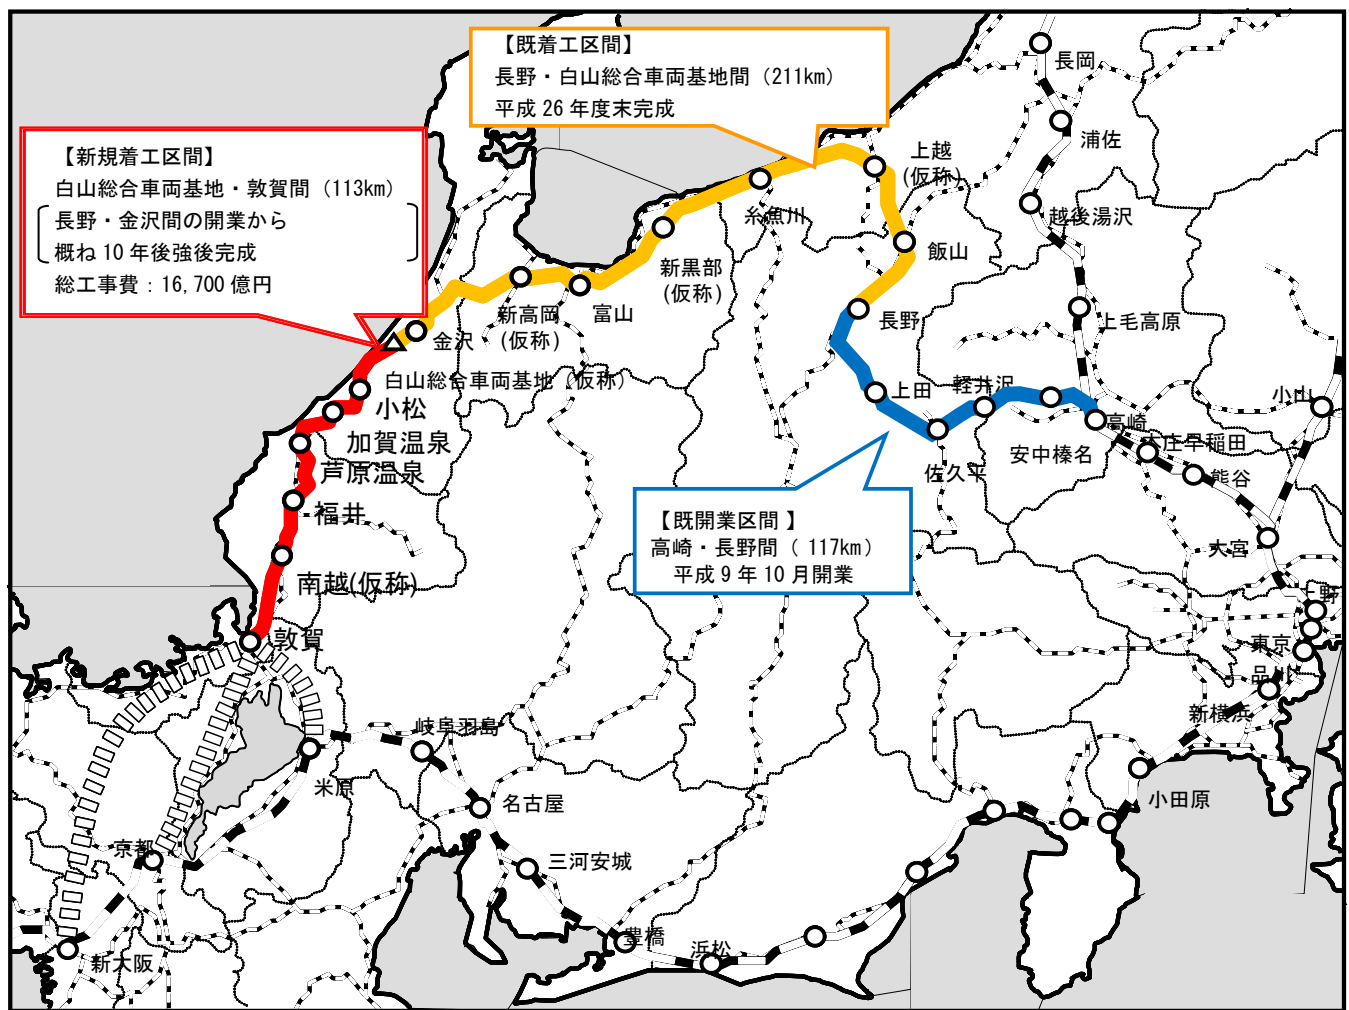 【既着工区間】
長野・白山総合車両基地間（211km）
平成 26 年度末完成
【新規着工区間】
白山総合車両基地・敦賀間（113km）
長野・金沢間の開業から
概ね 10 年後強後完成
総工事費：16,700 億円
【既開業区間 】
高崎・長野間（ 117km）
平成 9 年 10 月開業
長岡
浦佐
越後湯沢
上毛高原
上越
(仮称)
糸魚川
飯山
新黒部
(仮称)
長野
新高岡
(仮称)
富山
金沢
白山総合車両基地（仮称）
小松
加賀温泉
芦原温泉
福井
南越(仮称)
敦賀
上田
軽井沢
佐久平
安中榛名
高崎
本庄早稲田
熊谷
小山
大宮
上野
東京
品川
新横浜
小田原
岐阜羽島
米原
名古屋
京都
三河安城
豊橋
浜松
新大阪